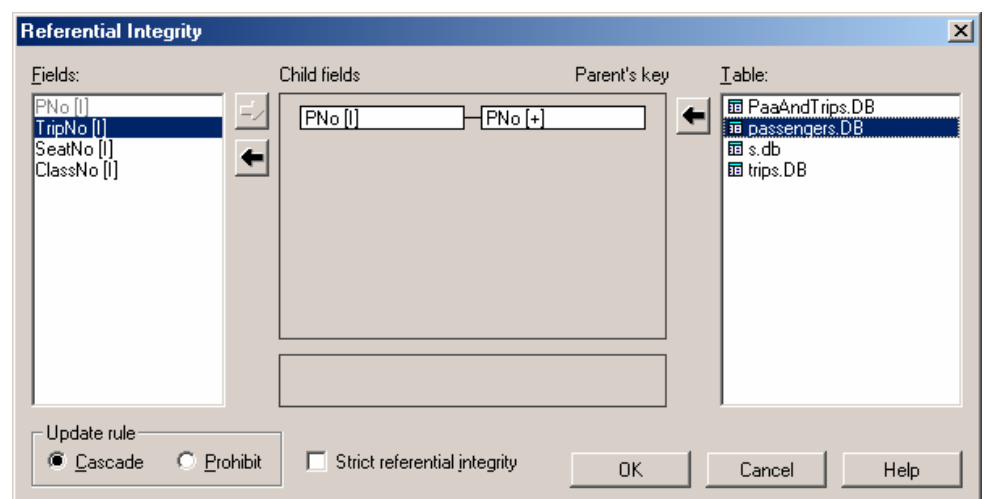 Referential Integrity
Fields: Child fields Parent's key Table:
PNo [I]
TripNo [I]
SeatNo [I]
ClassNo [I]
PNo [I] PNo [+]
PaaAndTrips.DB
passengers.DB
s.db
trips.DB
Update rule
Cascade Prohibit Strict referential integrity OK Cancel Help